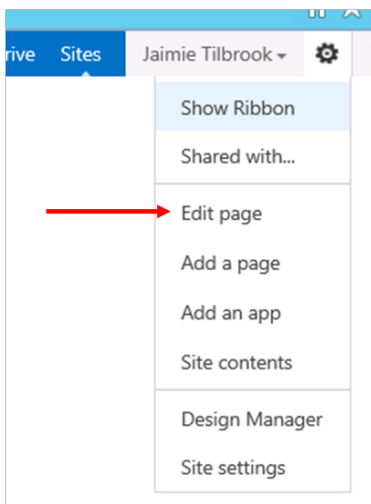 Sites Jaimie Tilbrook
Show Ribbon
Shared with...
Edit page
Add a page
Add an app
Site contents
Design Manager
Site settings